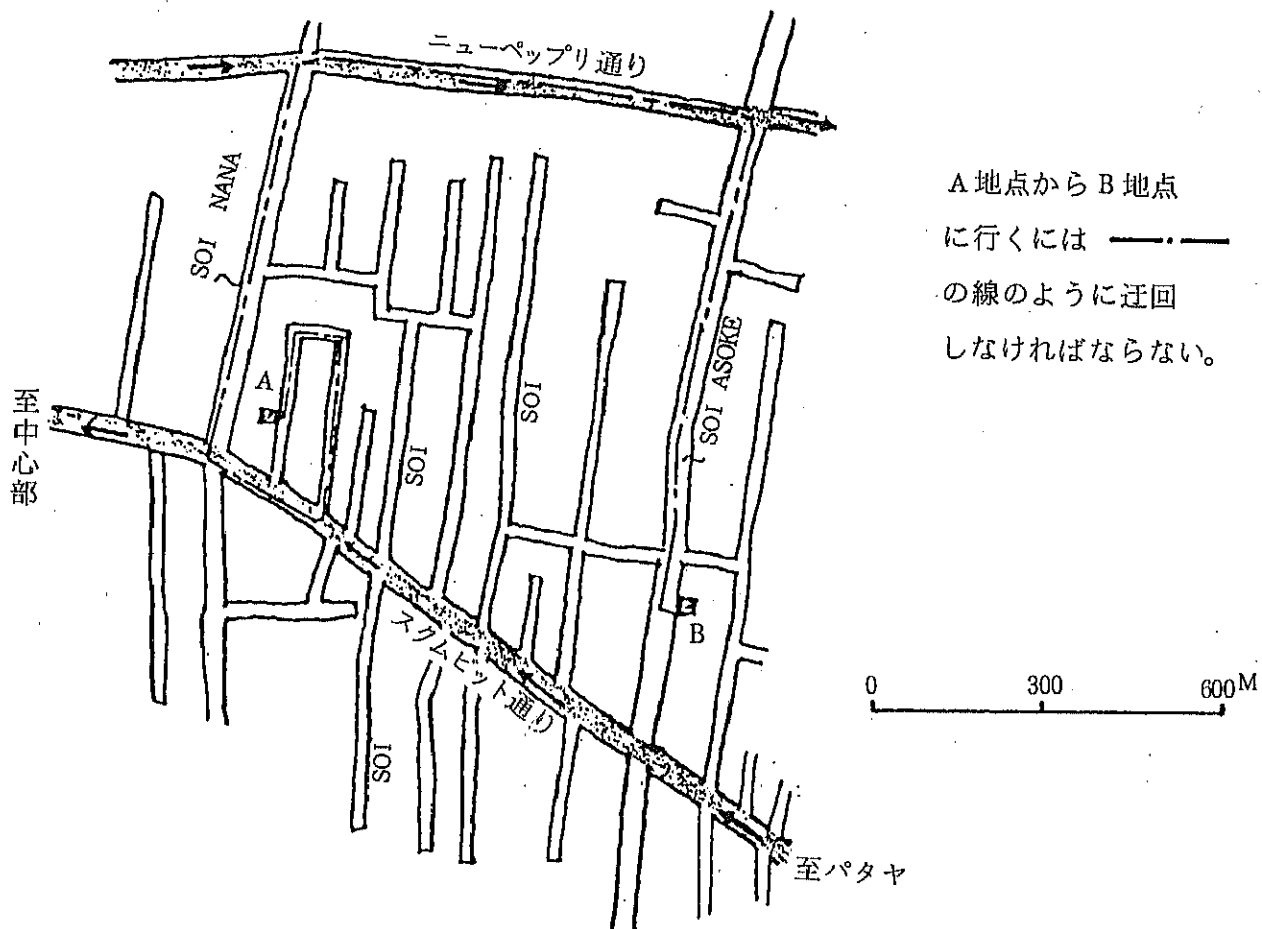 ニューペップリ通り
SOI NANA
A
SOI
SOI
SOI ASOKE
至中心部
B
スクムビット通り
SOI
至パタヤ
A地点からB地点
に行くには
の線のように迂回
しなければならない。
0 300 600M